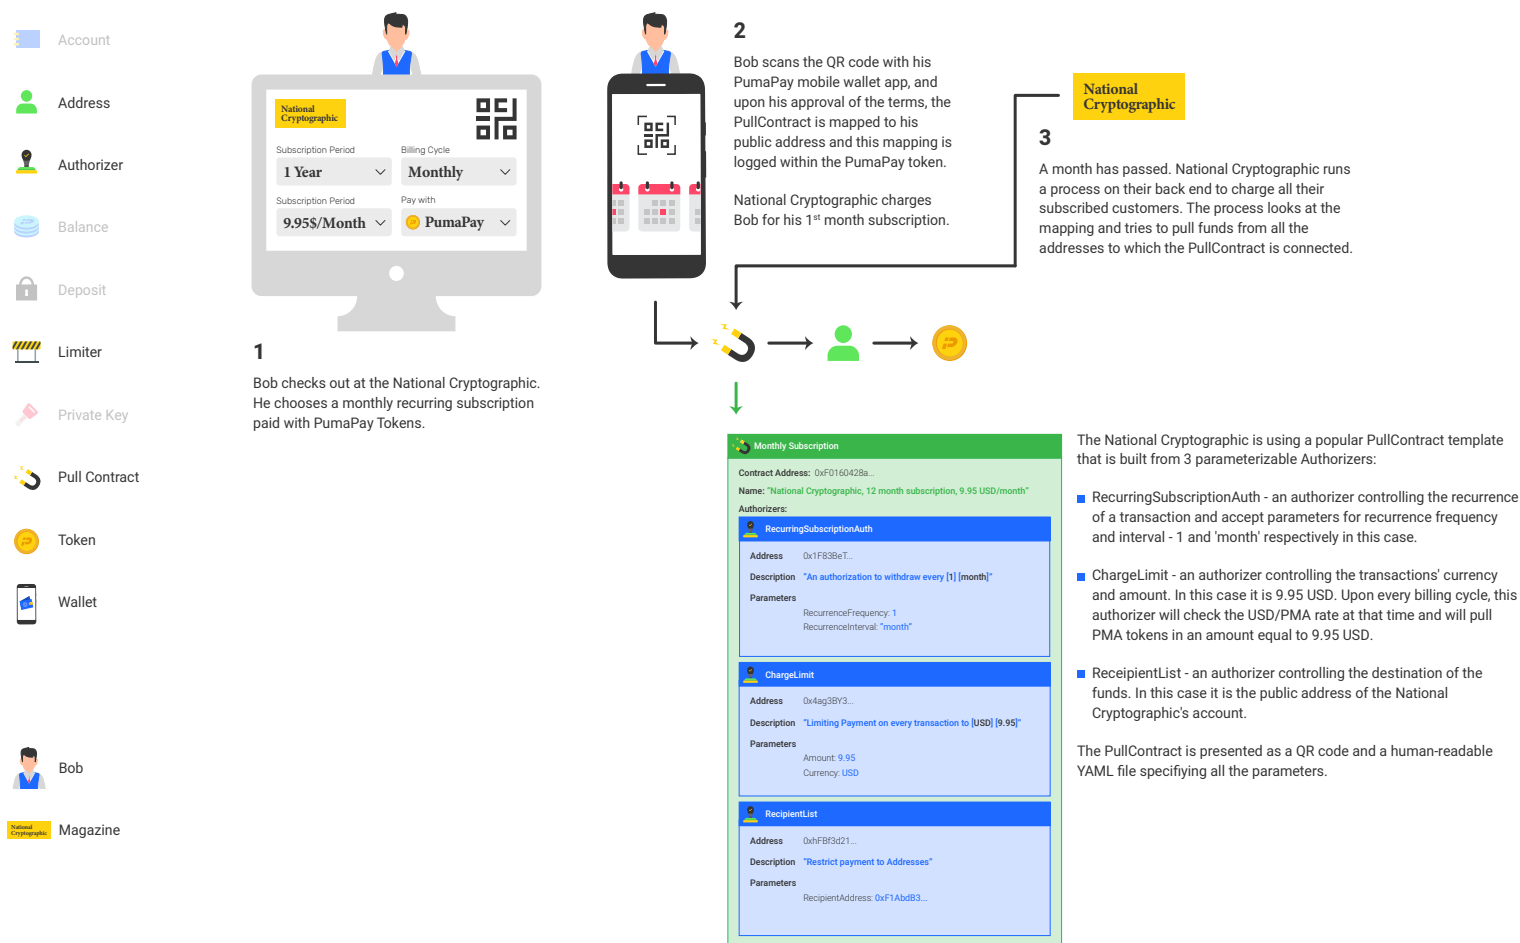 Account
Address
Authorizer
Balance
Deposit
Limiter
Private Key
Pull Contract
Token
Wallet
Bob
National
Cryptographic
Magazine
National
Cryptographic
Subscription Period
Billing Cycle
1 Year
Monthly
Subscription Period
Pay with
9.95$/Month
PumaPay
1
Bob checks out at the National Cryptographic.
He chooses a monthly recurring subscription
paid with PumaPay Tokens.
2
Bob scans the QR code with his
PumaPay mobile wallet app, and
upon his approval of the terms, the
PullContract is mapped to his
public address and this mapping is
logged within the PumaPay token.
National Cryptographic charges
Bob for his 1st month subscription.
National
Cryptographic
3
A month has passed. National Cryptographic runs
a process on their back end to charge all their
subscribed customers. The process looks at the
mapping and tries to pull funds from all the
addresses to which the PullContract is connected.
z
z
Monthly Subscription
Contract Address: 0xF0160428a...
Name: "National Cryptographic, 12 month subscription, 9.95 USD/month"
Authorizers:
RecurringSubscriptionAuth
Address 0x1F83BeT...
Description "An authorization to withdraw every [1] [month]"
Parameters
RecurrenceFrequency: 1
RecurrenceInterval: "month"
ChargeLimit
Address 0x4ag3BY3...
Description "Limiting Payment on every transaction to [USD] [9.95]"
Parameters
Amount: 9.95
Currency: USD
RecipientList
Address 0xhFBf3d21...
Description "Restrict payment to Addresses"
Parameters
RecipientAddress: 0xF1AbdB3...
The National Cryptographic is using a popular PullContract template
that is built from 3 parameterizable Authorizers:
RecurringSubscriptionAuth - an authorizer controlling the recurrence
of a transaction and accept parameters for recurrence frequency
and interval - 1 and 'month' respectively in this case.
ChargeLimit - an authorizer controlling the transactions' currency
and amount. In this case it is 9.95 USD. Upon every billing cycle, this
authorizer will check the USD/PMA rate at that time and will pull
PMA tokens in an amount equal to 9.95 USD.
ReceipientList - an authorizer controlling the destination of the
funds. In this case it is the public address of the National
Cryptographic's account.
The PullContract is presented as a QR code and a human-readable
YAML file specifiying all the parameters.